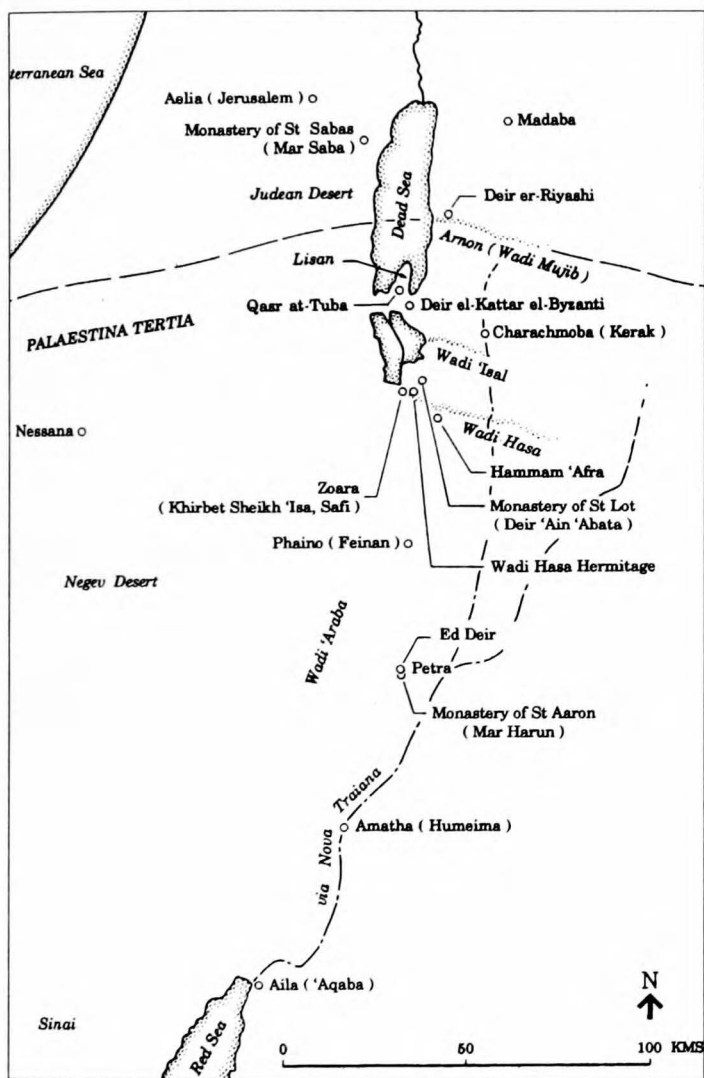 terranean Sea
Aelia ( Jerusalem )
Madaba
Monastery of St Sabas
( Mar Saba )
Judean Desert
Dead Sea
Deir er-Riyashi
Arnon ( Wadi Mujib )
Lisan
Qasr at-Tuba
Deir el-Kattar el-Byzanti
PALAESTINA TERTIA
Charachmoba ( Kerak )
Wadi 'Isal
Nessana
Wadi Hasa
Hammam 'Afra
Zoara
( Khirbet Sheikh 'Isa, Safi )
Monastery of St Lot
( Deir 'Ain 'Abata )
Phaino ( Feinan )
Wadi Hasa Hermitage
Negev Desert
Wadi 'Araba
Ed Deir
Petra
Monastery of St Aaron
( Mar Harun )
via Nova Traiana
Amatha ( Humeima )
Aila ( 'Aqaba )
N
Sinai
Red Sea
0 50 100 KMS